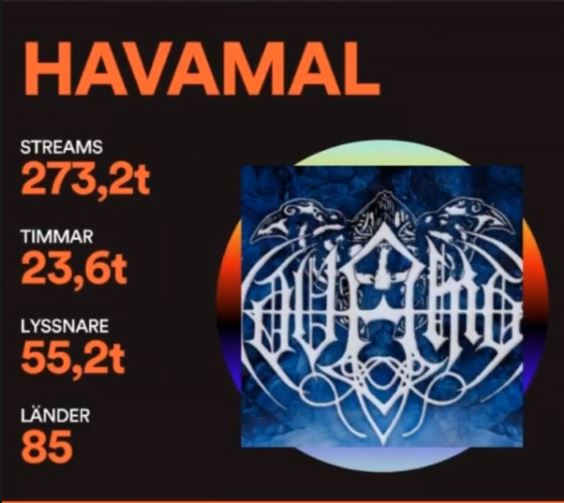 HAVAMAL
STREAMS
273,2t
TIMMAR
23,6t
LYSSNARE
55,2t
LÄNDER
85